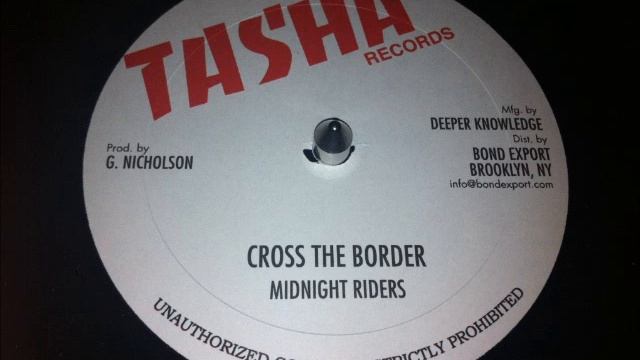 TASHA
RECORDS
Mfg. by
DEEPER KNOWLEDGE
Dist. by
BOND EXPORT
BROOKLYN, NY
info@bondexport.com
Prod. by
G. NICHOLSON
CROSS THE BORDER
MIDNIGHT RIDERS
UNAUTHORIZED STRICTLY PROHIBITED